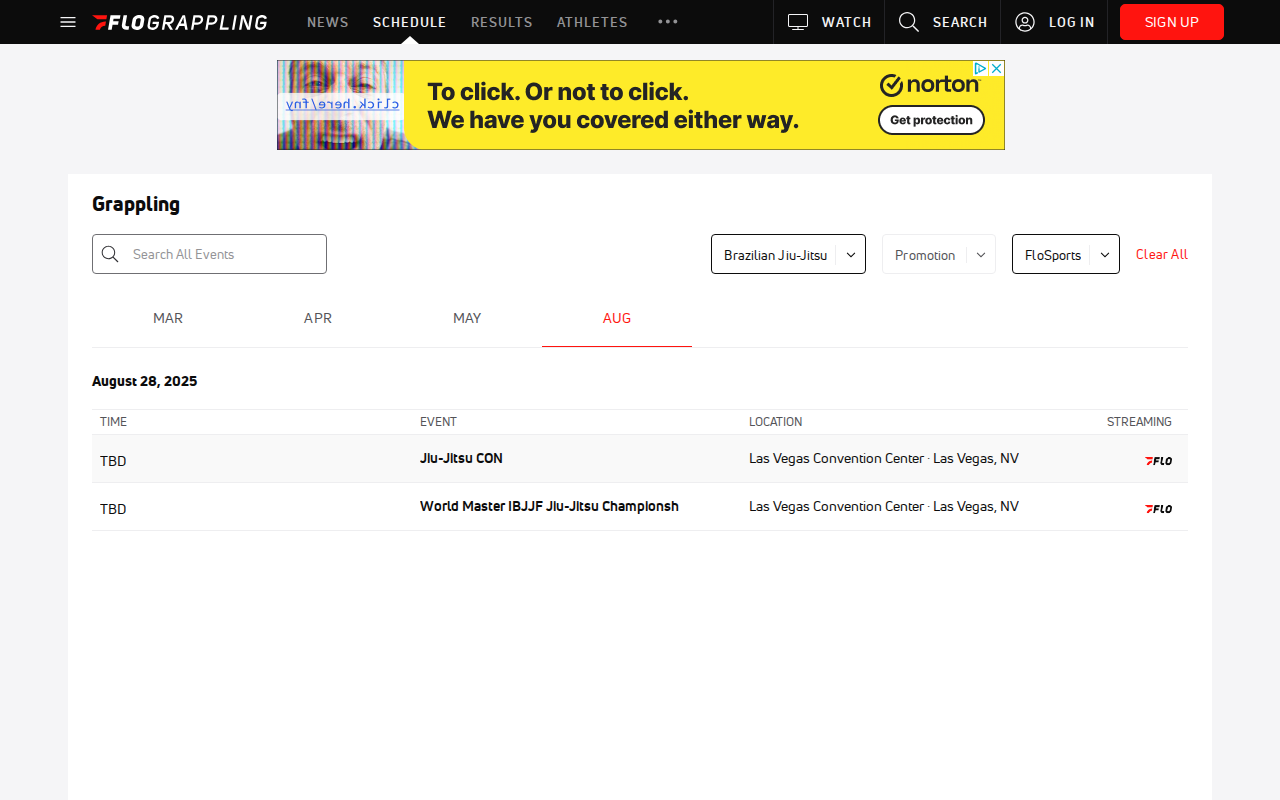 FLOGRAPPLING NEWS SCHEDULE RESULTS ATHLETES WATCH SEARCH LOG IN SIGN UP
click.here/fny
To click. Or not to click.
We have you covered either way.
norton
Get protection
Grappling
Search All Events Brazilian Jiu-Jitsu Promotion FloSports Clear All
MAR APR MAY AUG
August 28, 2025
TIME EVENT LOCATION STREAMING
TBD Jiu-Jitsu CON Las Vegas Convention Center · Las Vegas, NV FLO
TBD World Master IBJJF Jiu-Jitsu Championsh Las Vegas Convention Center · Las Vegas, NV FLO